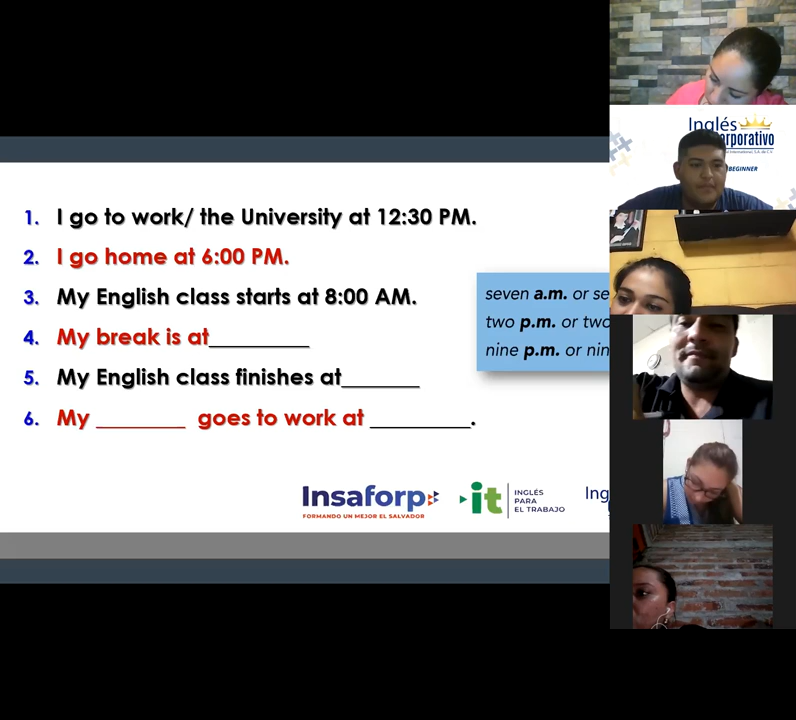 1. I go to work/ the University at 12:30 PM.
2. I go home at 6:00 PM.
3. My English class starts at 8:00 AM.
4. My break is at_________
5. My English class finishes at_______
6. My ________ goes to work at _________.
seven a.m. or se
two p.m. or two
nine p.m. or nin
Insaforp
FORMANDO UN MEJOR EL SALVADOR
it
INGLÉS
PARA
EL TRABAJO
Ing
Inglés
orporativo
BEGINNER